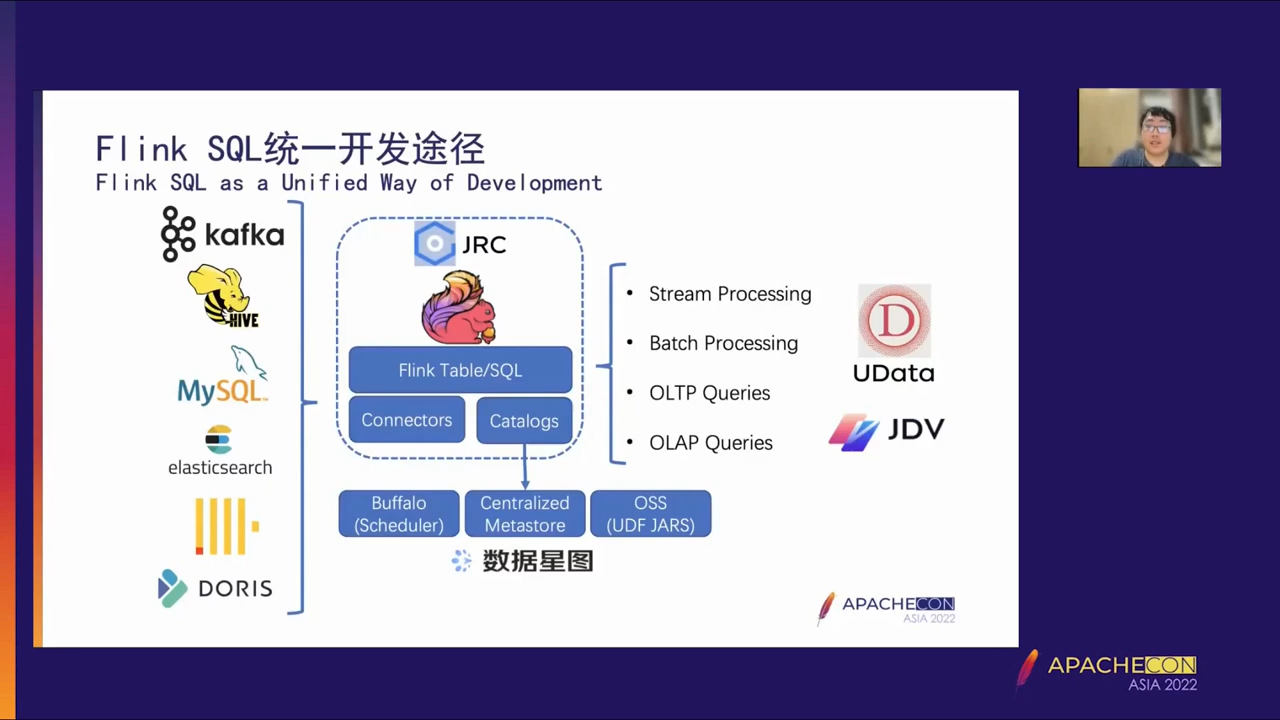 Flink SQL统一开发途径
Flink SQL as a Unified Way of Development
kafka
HIVE
MySQL
elasticsearch
DORIS
JRC
Flink Table/SQL
Connectors
Catalogs
Buffalo
(Scheduler)
Centralized
Metastore
OSS
(UDF JARS)
数据星图
• Stream Processing
• Batch Processing
• OLTP Queries
• OLAP Queries
D
UData
JDV
APACHECON
ASIA 2022
APACHECON
ASIA 2022